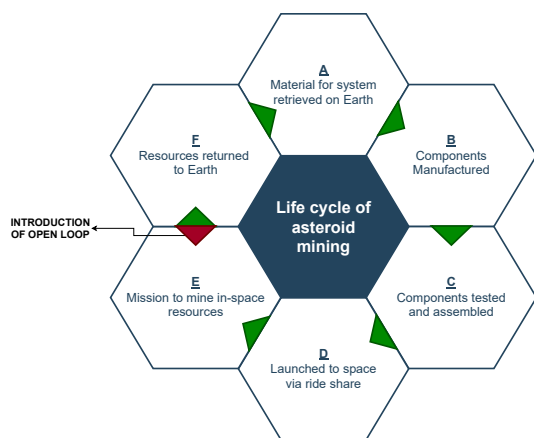 A
Material for system
retrieved on Earth
B
Components
Manufactured
C
Components tested
and assembled
D
Launched to space
via ride share
E
Mission to mine in-space
resources
F
Resources returned
to Earth
INTRODUCTION
OF OPEN LOOP
Life cycle of
asteroid
mining